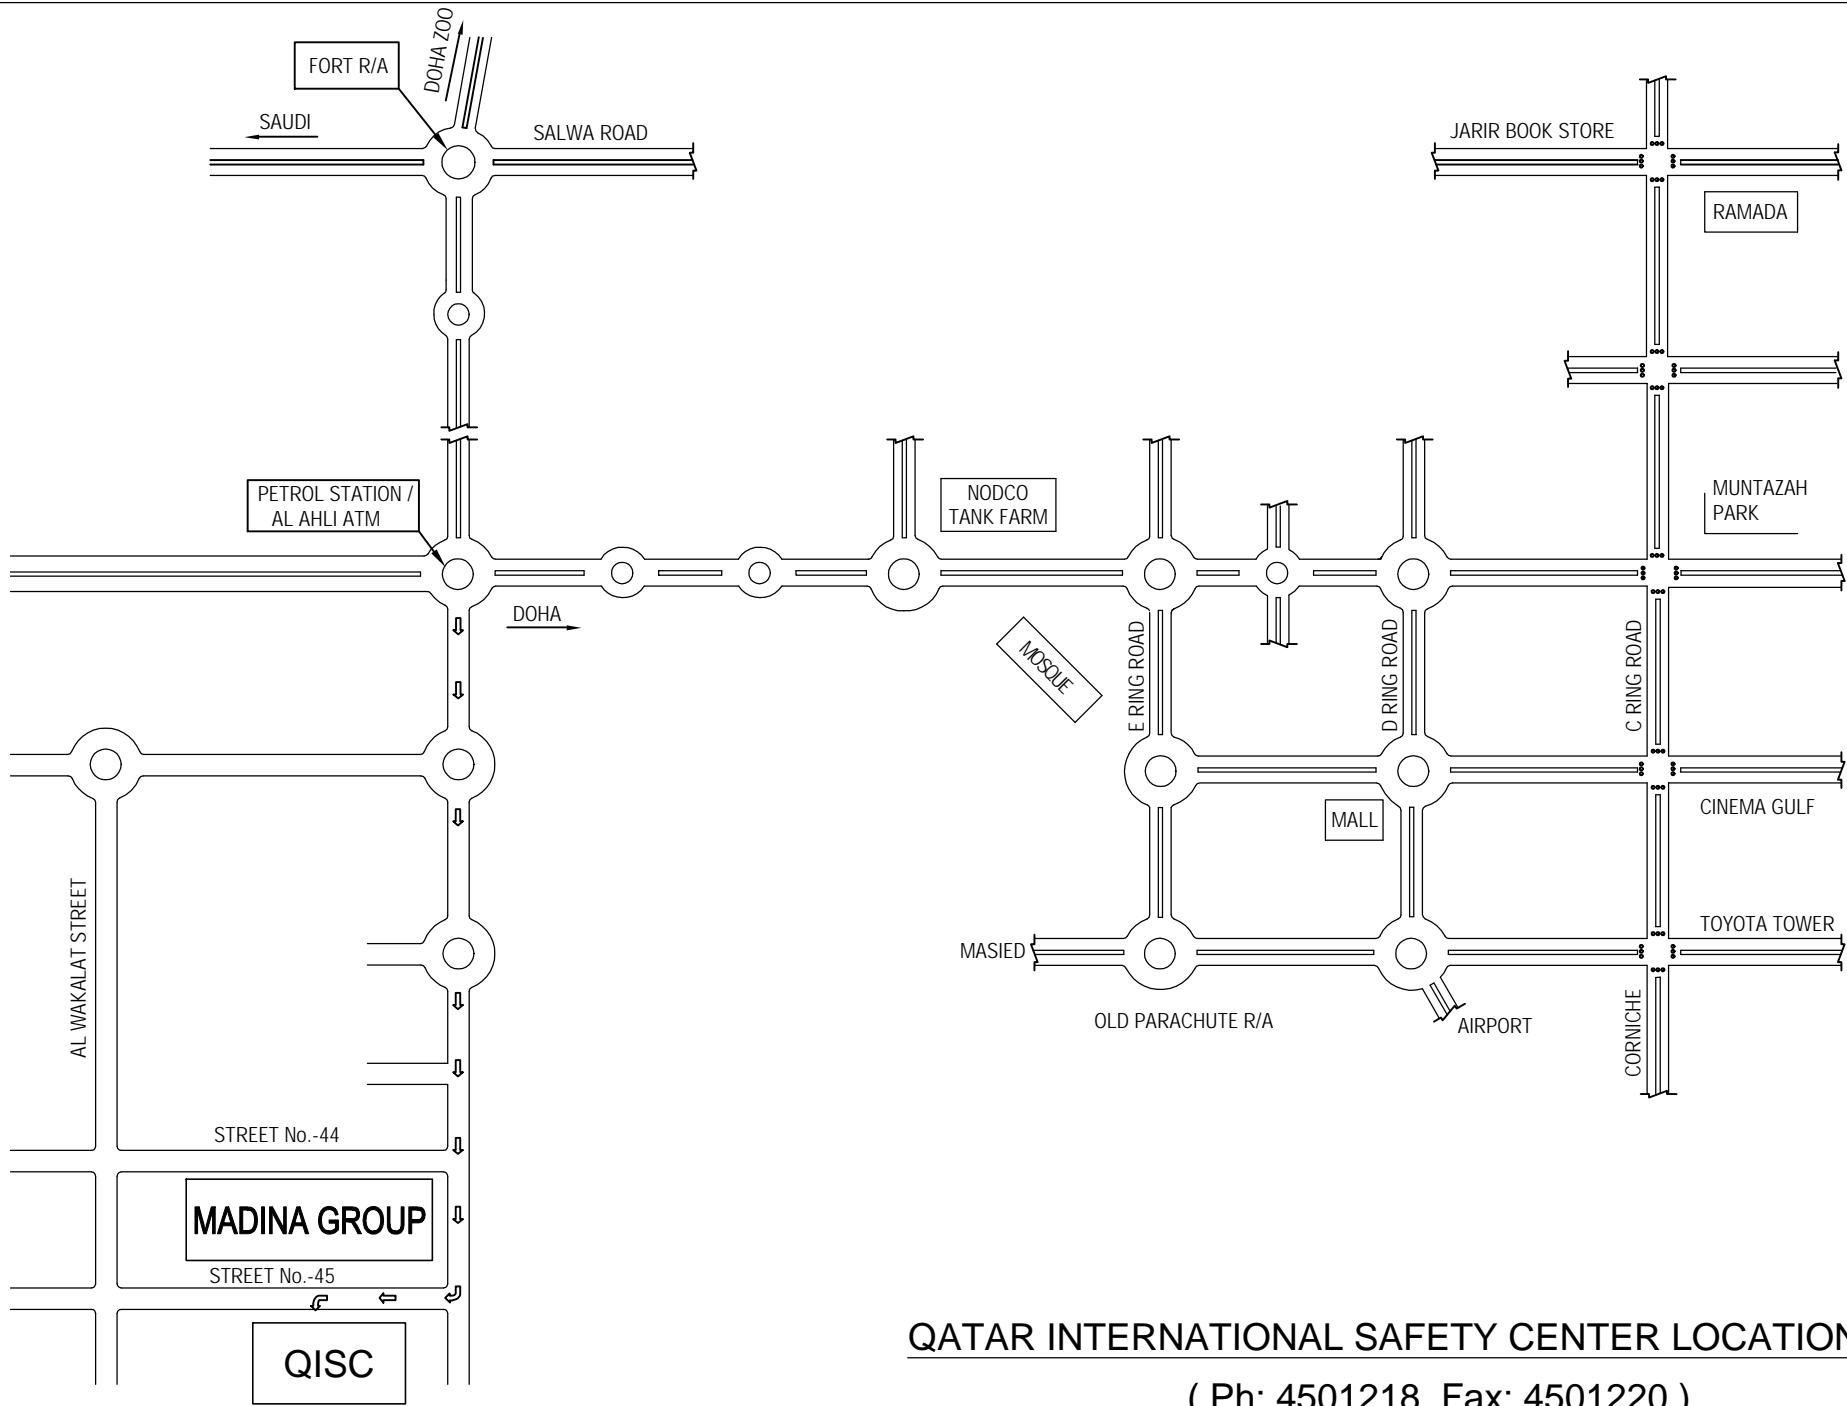 DOHA ZOO
FORT R/A
SAUDI
SALWA ROAD
JARIR BOOK STORE
RAMADA
PETROL STATION /
AL AHLI ATM
NODCO
TANK FARM
MUNTAZAH
PARK
DOHA
MOSQUE
E RING ROAD
D RING ROAD
C RING ROAD
MALL
CINEMA GULF
AL WAKALAT STREET
MASIED
TOYOTA TOWER
OLD PARACHUTE R/A
AIRPORT
CORNICHE
STREET No.-44
MADINA GROUP
STREET No.-45
QISC
QATAR INTERNATIONAL SAFETY CENTER LOCATION
( Ph: 4501218, Fax: 4501220 )